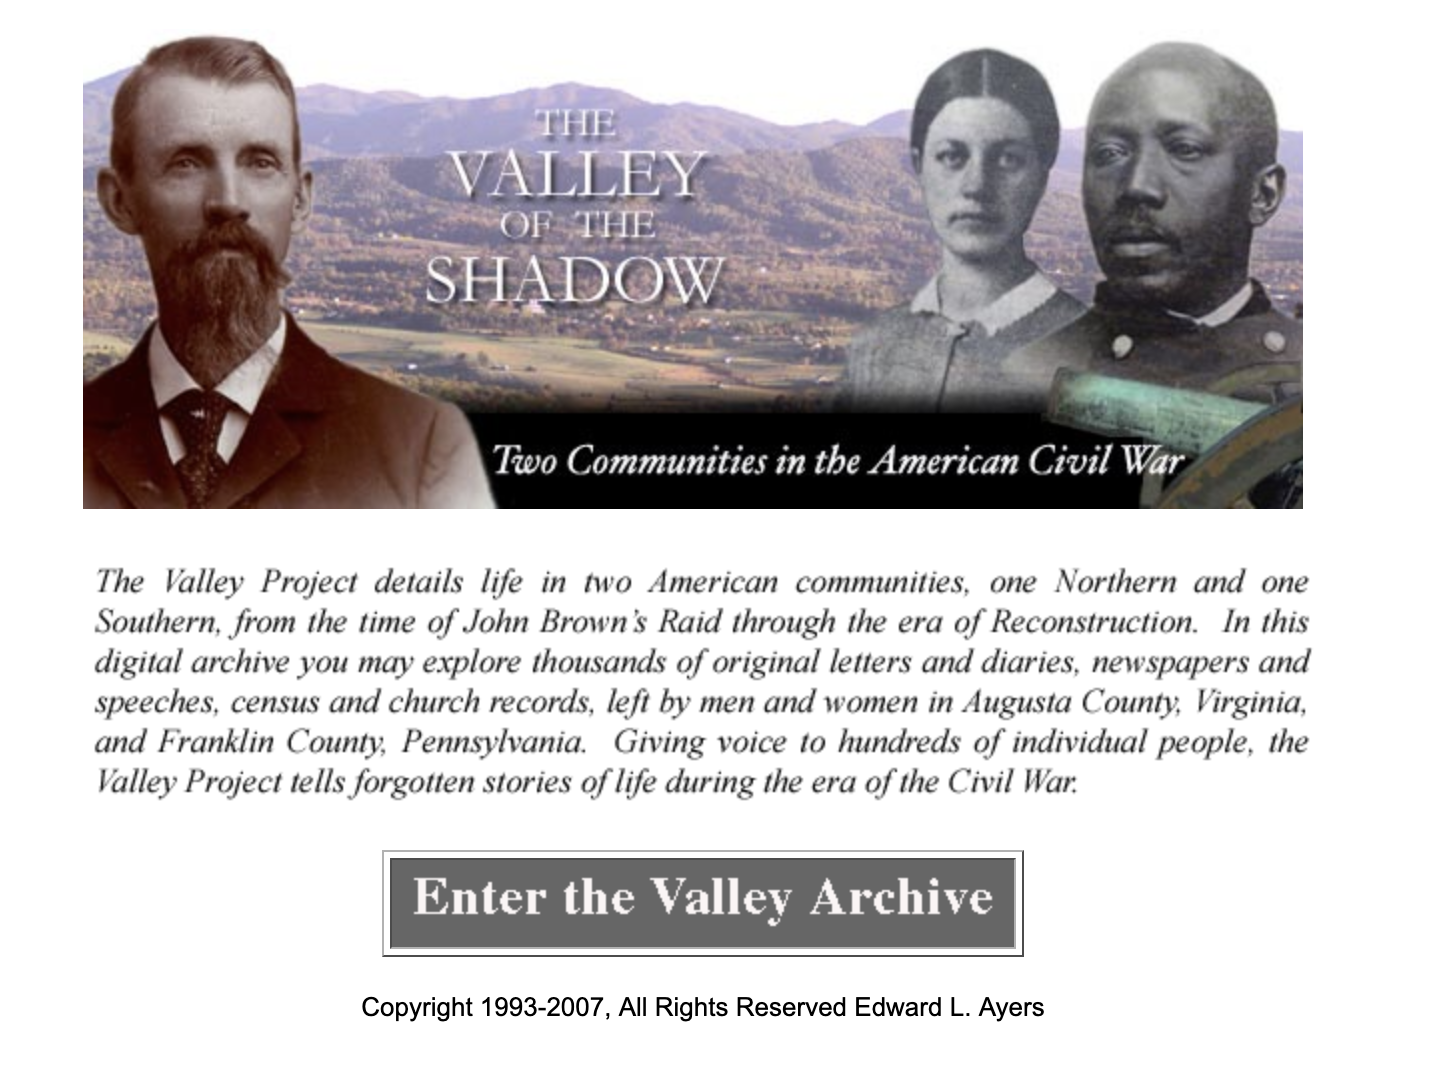 THE
VALLEY
OF THE
SHADOW
Two Communities in the American Civil War
The Valley Project details life in two American communities, one Northern and one
Southern, from the time of John Brown's Raid through the era of Reconstruction. In this
digital archive you may explore thousands of original letters and diaries, newspapers and
speeches, census and church records, left by men and women in Augusta County, Virginia,
and Franklin County, Pennsylvania. Giving voice to hundreds of individual people, the
Valley Project tells forgotten stories of life during the era of the Civil War.
Enter the Valley Archive
Copyright 1993-2007, All Rights Reserved Edward L. Ayers